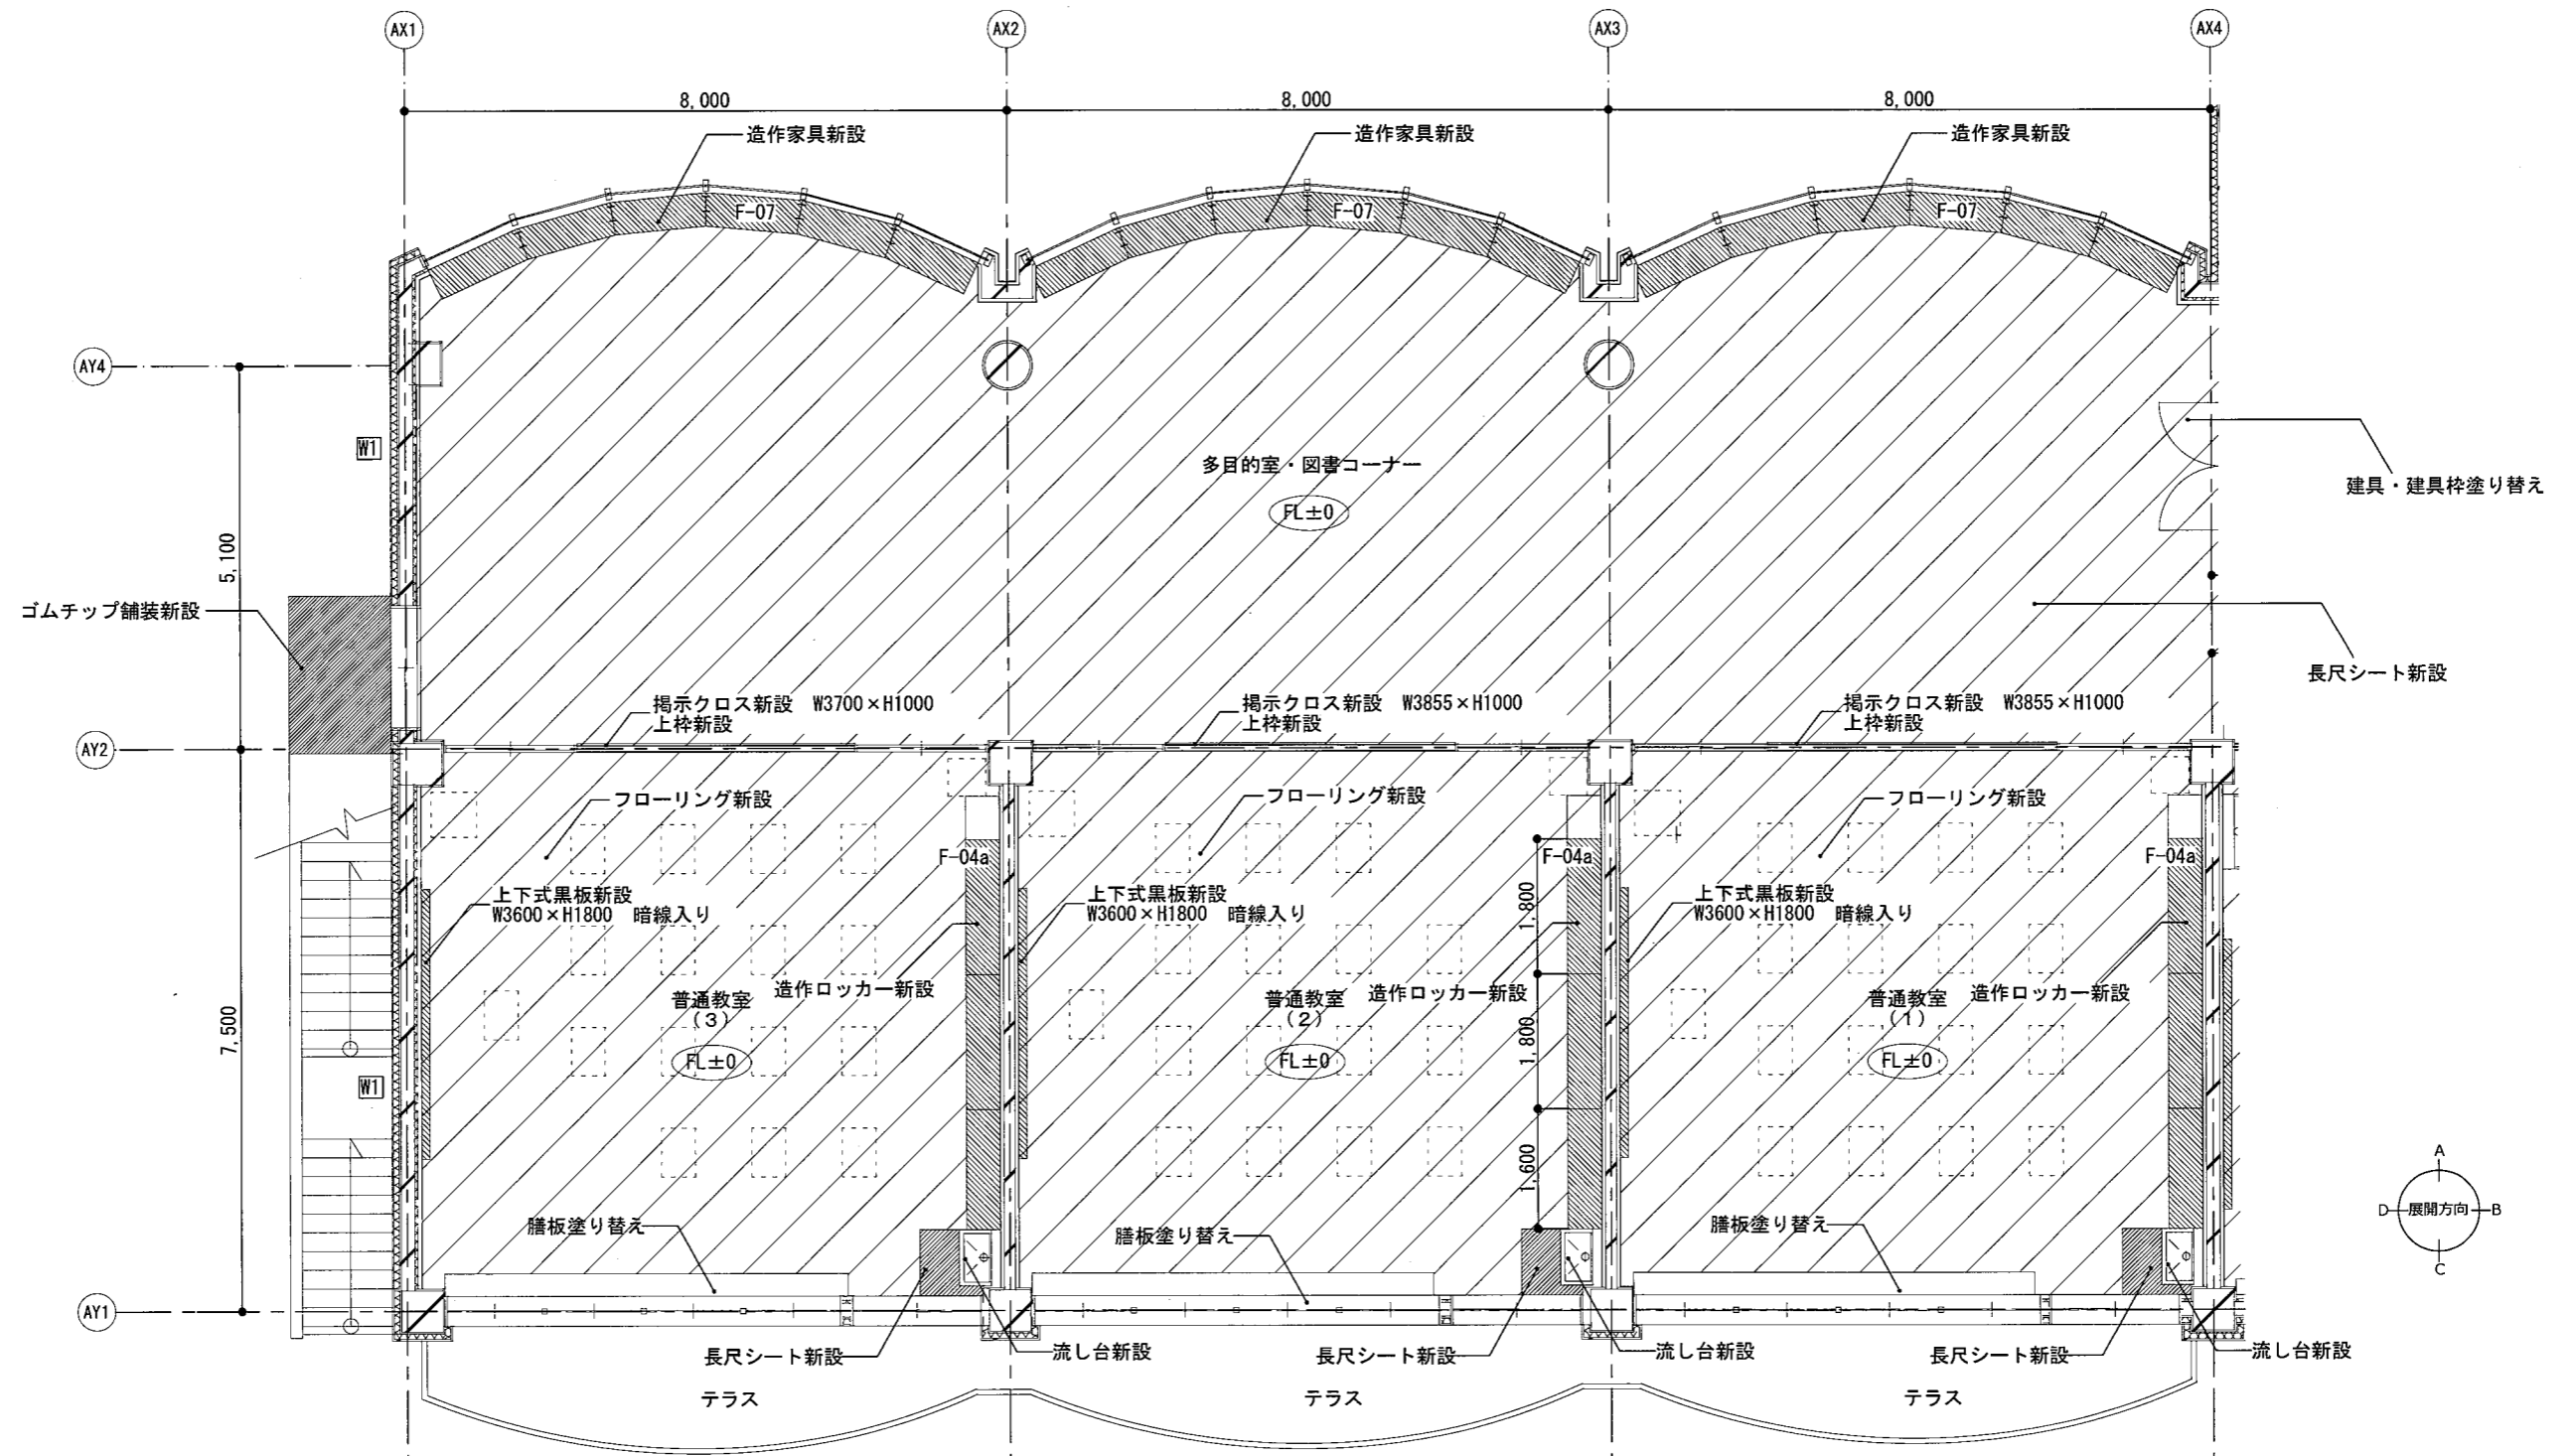 AX1
AX2
AX3
AX4
8,000
8,000
8,000
造作家具新設
造作家具新設
造作家具新設
F-07
F-07
F-07
AY4
W1
多目的室・図書コーナー
FL±0
建具・建具枠塗り替え
5,100
ゴムチップ舗装新設
長尺シート新設
掲示クロス新設 W3700×H1000
上枠新設
掲示クロス新設 W3855×H1000
上枠新設
掲示クロス新設 W3855×H1000
上枠新設
AY2
フローリング新設
フローリング新設
フローリング新設
F-04a
F-04a
F-04a
上下式黒板新設
W3600×H1800 暗線入り
上下式黒板新設
W3600×H1800 暗線入り
上下式黒板新設
W3600×H1800 暗線入り
1,800
造作ロッカー新設
造作ロッカー新設
造作ロッカー新設
普通教室
(3)
普通教室
(2)
普通教室
(1)
7,500
1,800
FL±0
FL±0
FL±0
W1
1,600
A
D
展開方向
B
C
膳板塗り替え
膳板塗り替え
膳板塗り替え
AY1
長尺シート新設
流し台新設
長尺シート新設
流し台新設
長尺シート新設
流し台新設
テラス
テラス
テラス